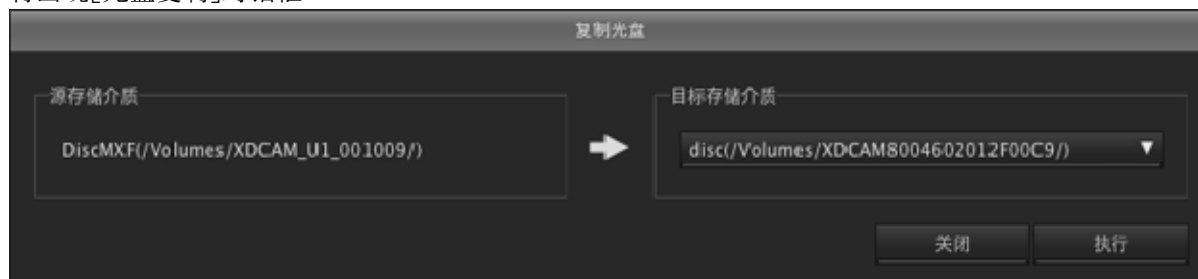 复制光盘
源存储介质
DiscMXF(/Volumes/XDCAM_U1_001009/)
目标存储介质
disc(/Volumes/XDCAM8004602012F00C9/)
关闭
执行